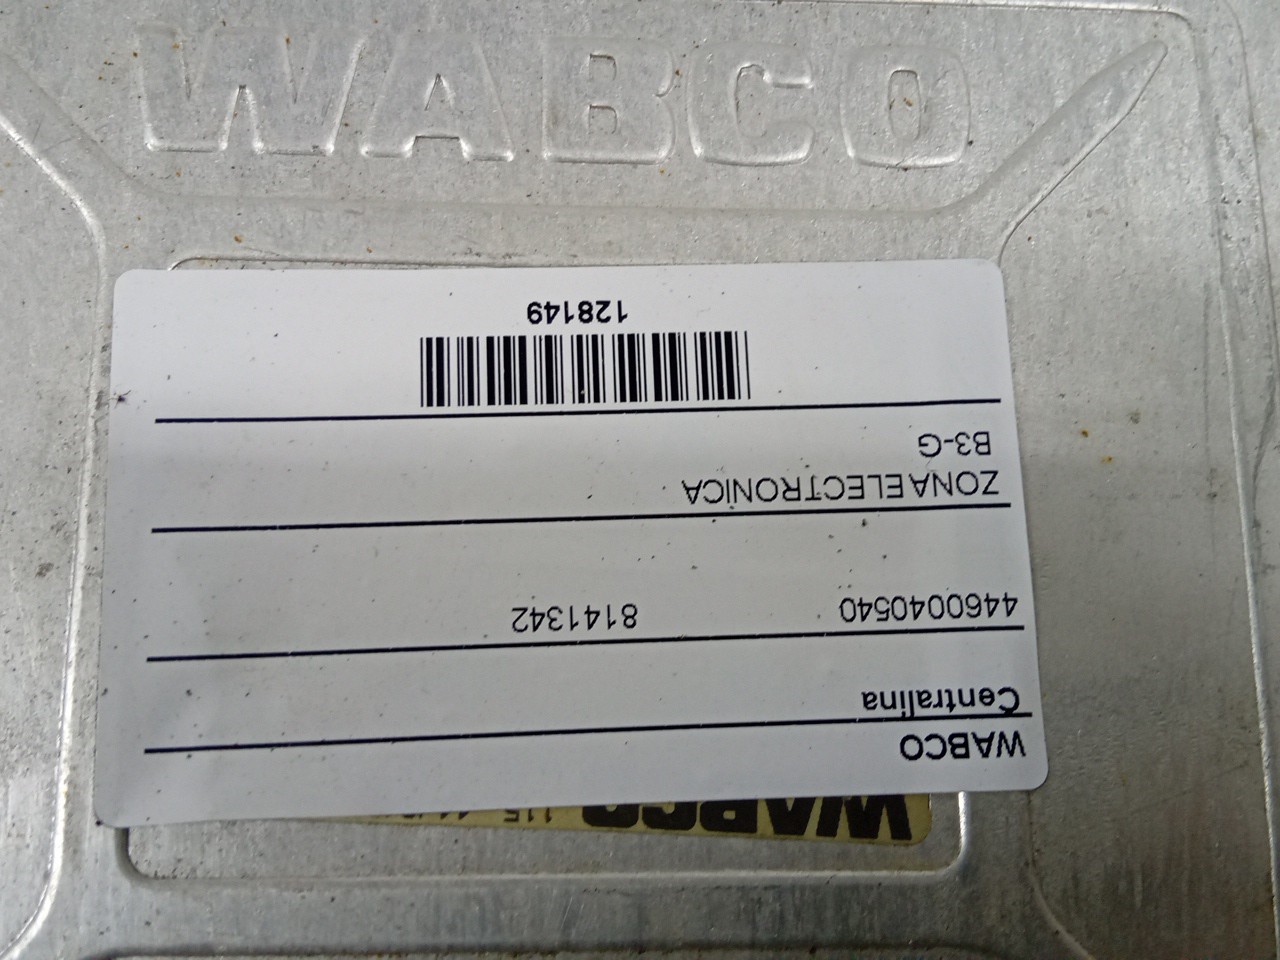 WABCO
WABCO
Centralina
4460040540 8141342
ZONA ELECTRONICA
B3-G
128149
WABCO